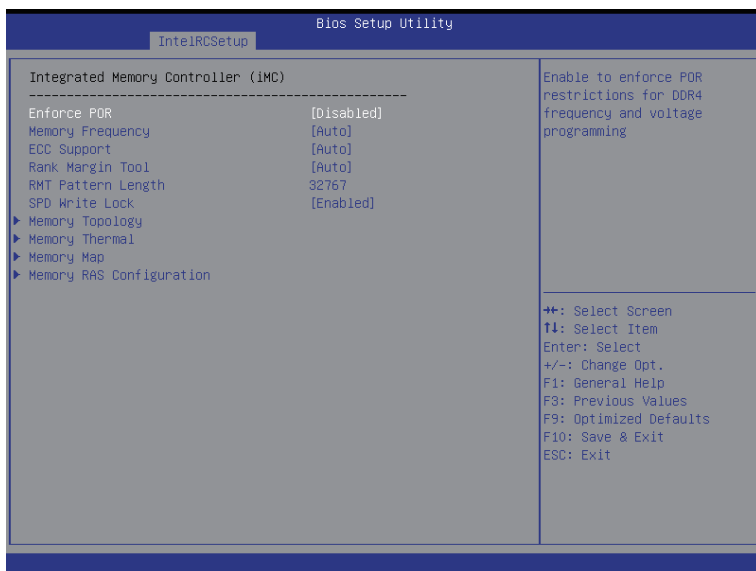 Bios Setup Utility
IntelRCSetup
Integrated Memory Controller (iMC)
--------------------------------------------------
Enforce POR [Disabled]
Memory Frequency [Auto]
ECC Support [Auto]
Rank Margin Tool [Auto]
RMT Pattern Length 32767
SPD Write Lock [Enabled]
Memory Topology
Memory Thermal
Memory Map
Memory RAS Configuration
Enable to enforce POR
restrictions for DDR4
frequency and voltage
programming
→←: Select Screen
↑↓: Select Item
Enter: Select
+/-: Change Opt.
F1: General Help
F3: Previous Values
F9: Optimized Defaults
F10: Save & Exit
ESC: Exit